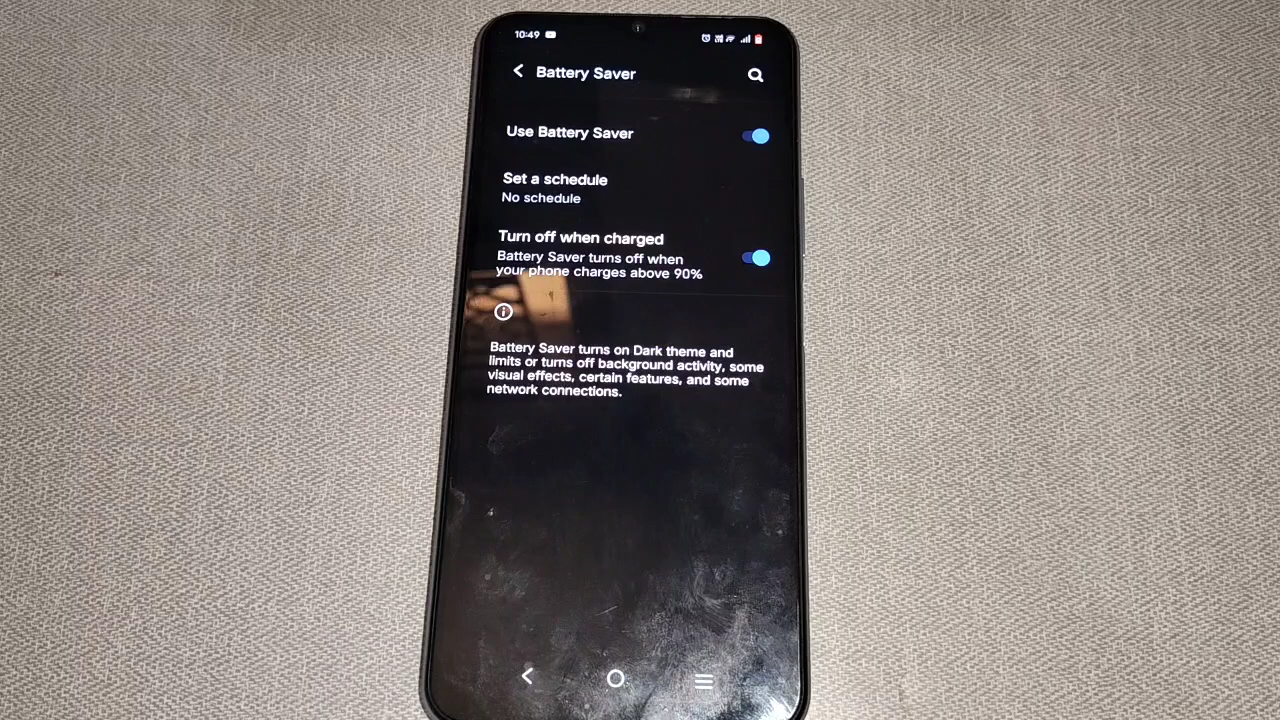 10:49
Battery Saver
Use Battery Saver
Set a schedule
No schedule
Turn off when charged
Battery Saver turns off when
your phone charges above 90%
Battery Saver turns on Dark theme and
limits or turns off background activity, some
visual effects, certain features, and some
network connections.